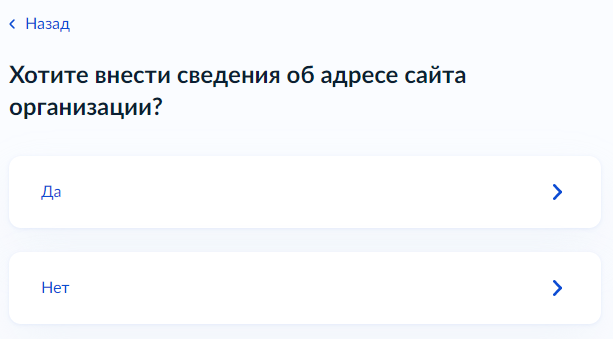 Назад
Хотите внести сведения об адресе сайта
организации?
Да
Нет